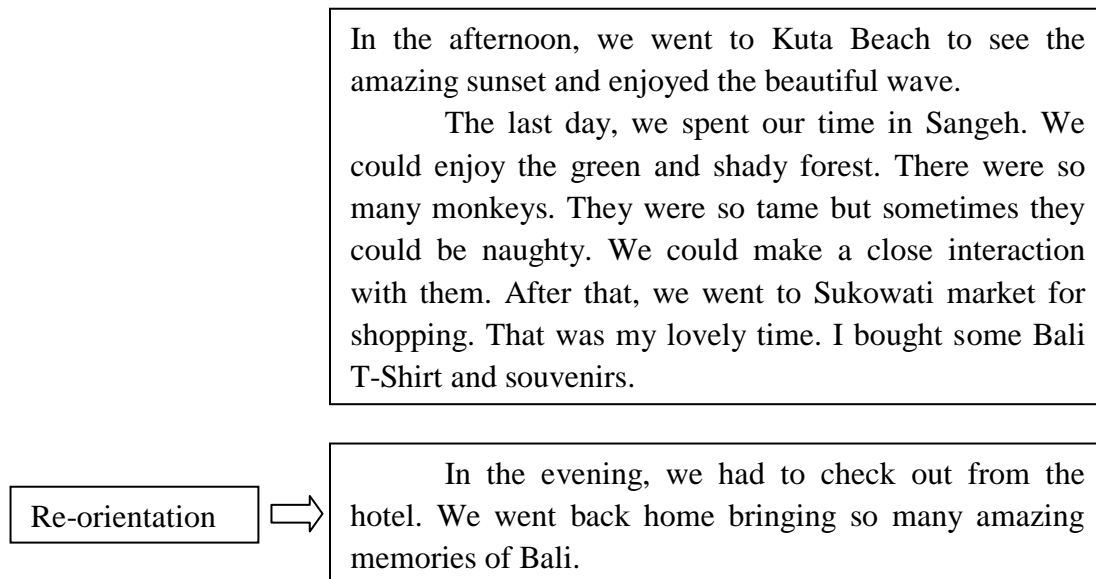 In the afternoon, we went to Kuta Beach to see the
amazing sunset and enjoyed the beautiful wave.
The last day, we spent our time in Sangeh. We
could enjoy the green and shady forest. There were so
many monkeys. They were so tame but sometimes they
could be naughty. We could make a close interaction
with them. After that, we went to Sukowati market for
shopping. That was my lovely time. I bought some Bali
T-Shirt and souvenirs.
Re-orientation
In the evening, we had to check out from the
hotel. We went back home bringing so many amazing
memories of Bali.